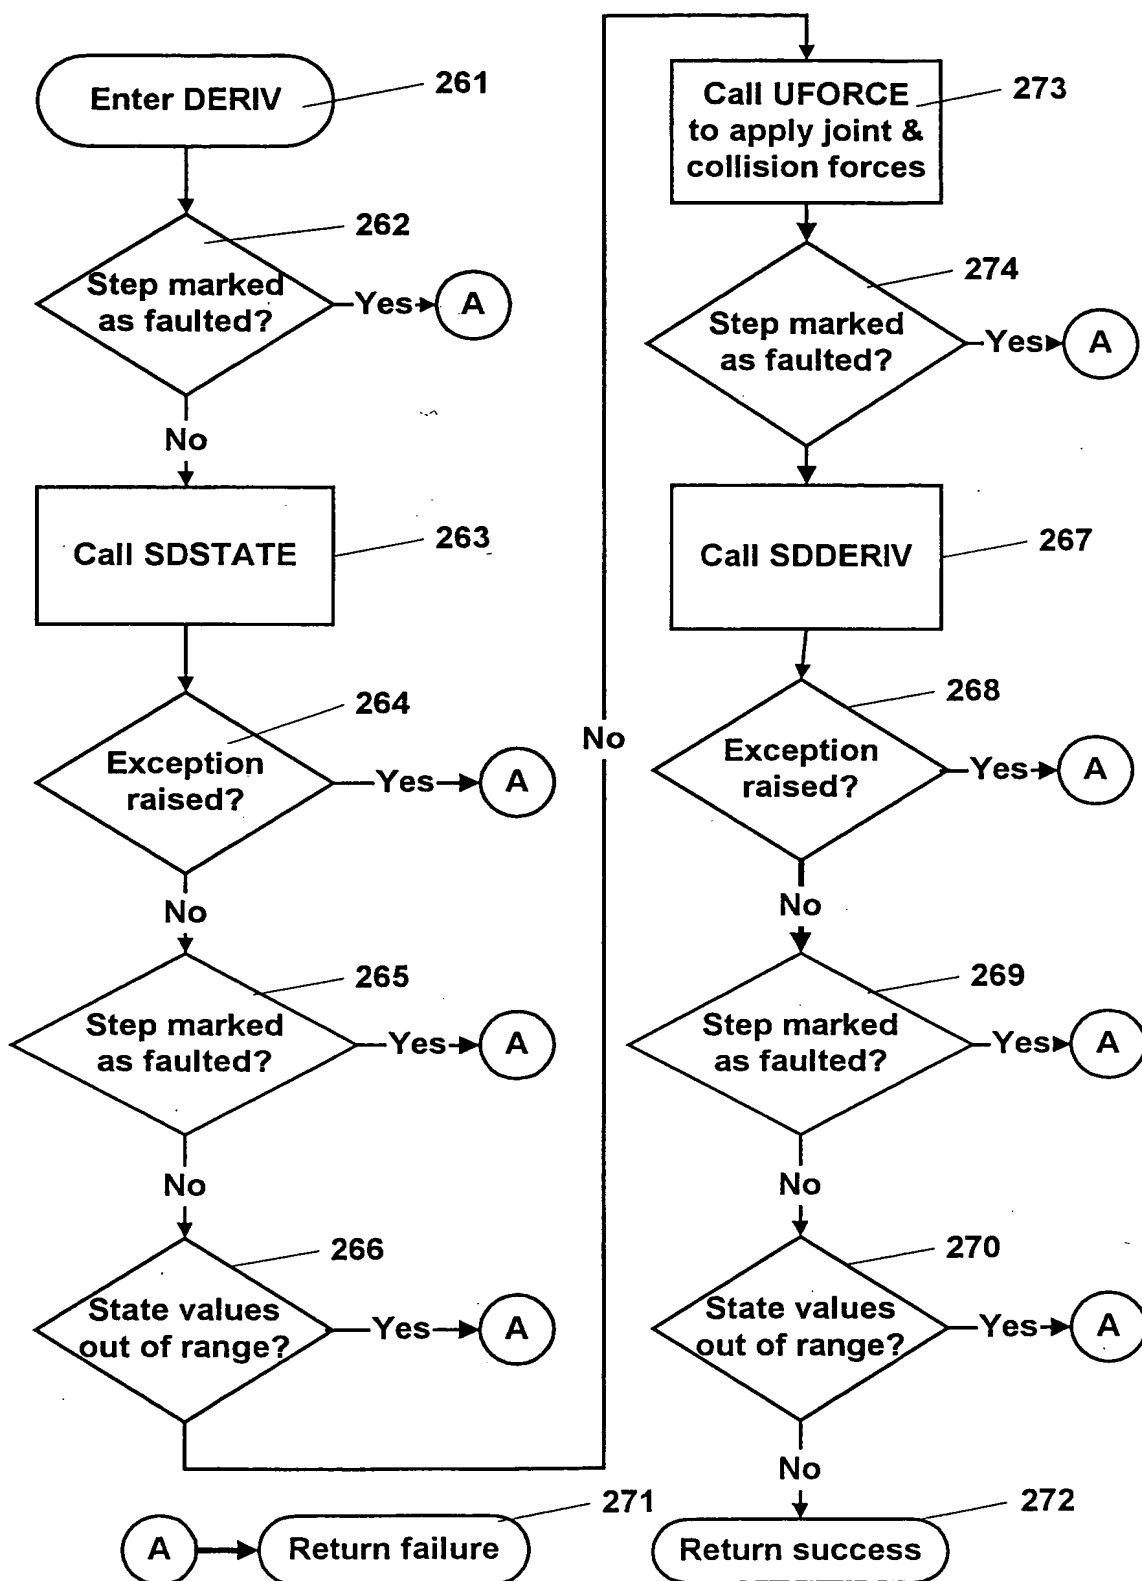 Enter DERIV
261
262
Step marked
as faulted?
Yes
A
No
Call SDSTATE
263
264
Exception
raised?
Yes
A
No
265
Step marked
as faulted?
Yes
A
No
266
State values
out of range?
Yes
A
No
Call UFORCE
to apply joint &
collision forces
273
274
Step marked
as faulted?
Yes
A
Call SDDERIV
267
268
Exception
raised?
Yes
A
No
269
Step marked
as faulted?
Yes
A
No
270
State values
out of range?
Yes
A
No
A
Return failure
271
Return success
272